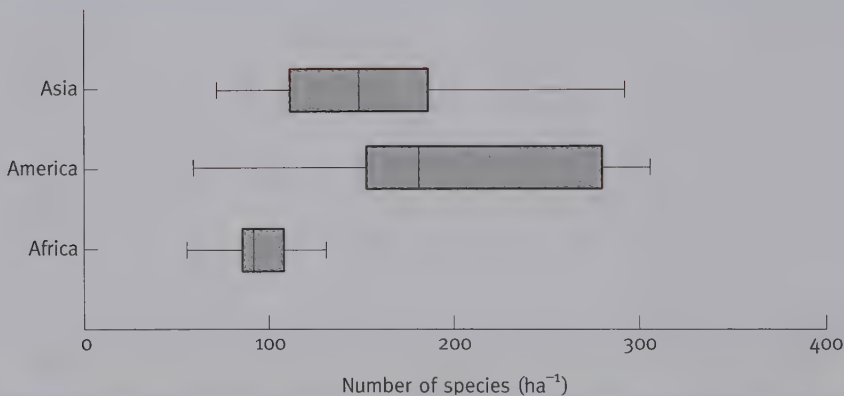 Asia
America
Africa
0 100 200 300 400
Number of species (ha⁻¹)